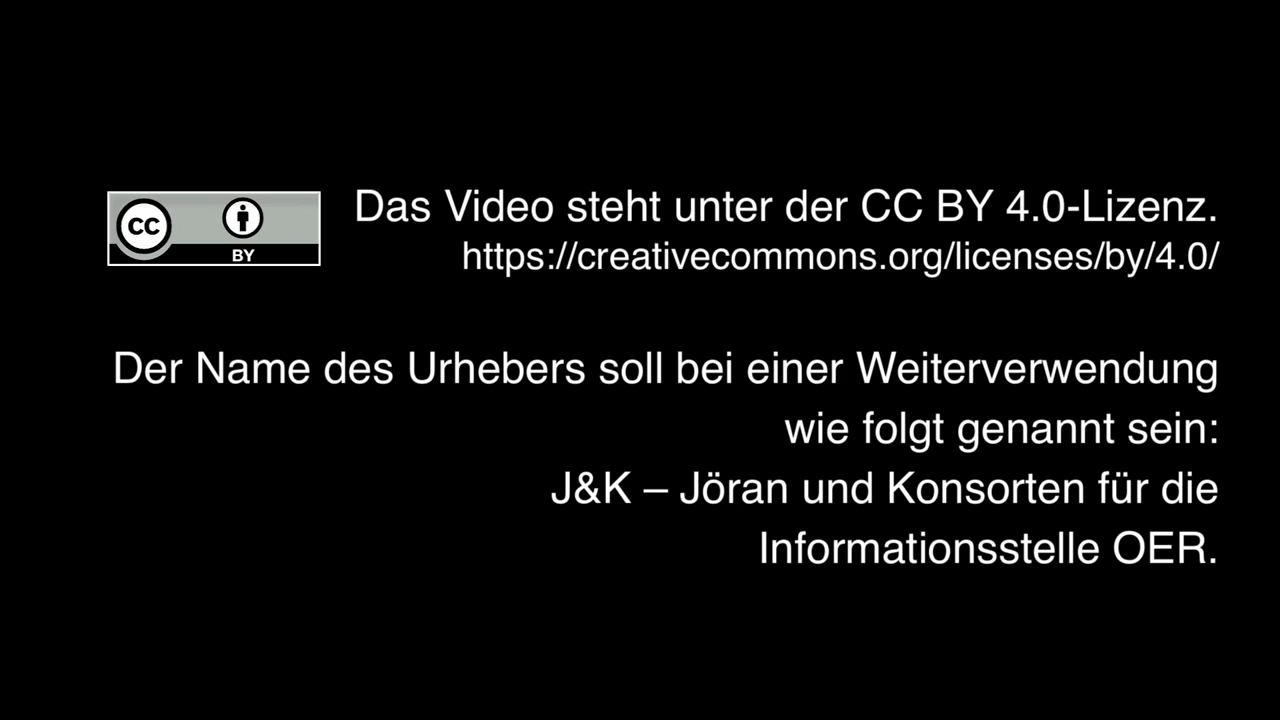 CC BY
Das Video steht unter der CC BY 4.0-Lizenz.
https://creativecommons.org/licenses/by/4.0/
Der Name des Urhebers soll bei einer Weiterverwendung
wie folgt genannt sein:
J&K – Jöran und Konsorten für die
Informationsstelle OER.